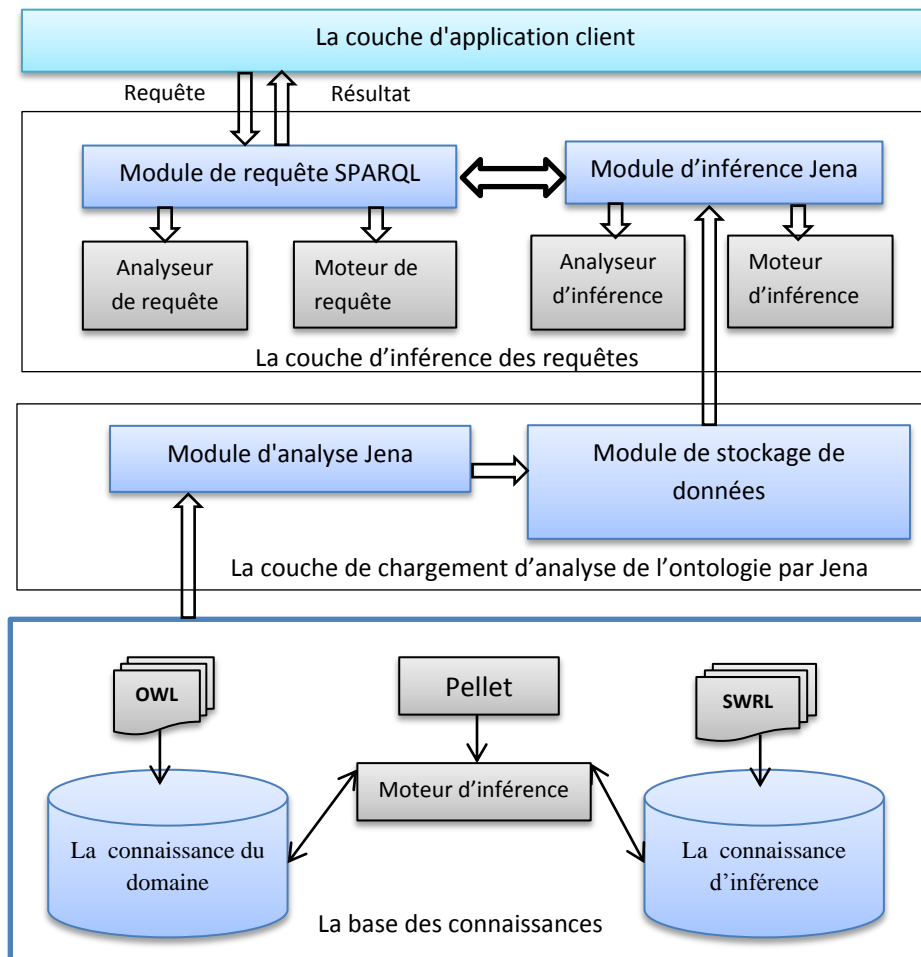 La couche d'application client
Requête
Résultat
Module de requête SPARQL
Module d’inférence Jena
Analyseur
de requête
Moteur de
requête
Analyseur
d’inférence
Moteur
d’inférence
La couche d’inférence des requêtes
Module d'analyse Jena
Module de stockage de
données
La couche de chargement d’analyse de l’ontologie par Jena
OWL
Pellet
SWRL
Moteur d’inférence
La connaissance du
domaine
La connaissance
d’inférence
La base des connaissances